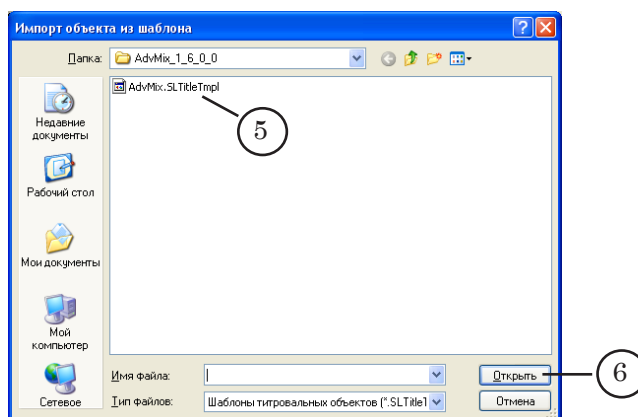 Импорт объекта из шаблона
Папка: AdvMix_1_6_0_0
AdvMix.SLTitleTmpl
5
Недавние
документы
Рабочий стол
Мои документы
Мой
компьютер
Сетевое
Имя файла:
Открыть
6
Тип файлов: Шаблоны титровальных объектов (*.SLTitleT
Отмена